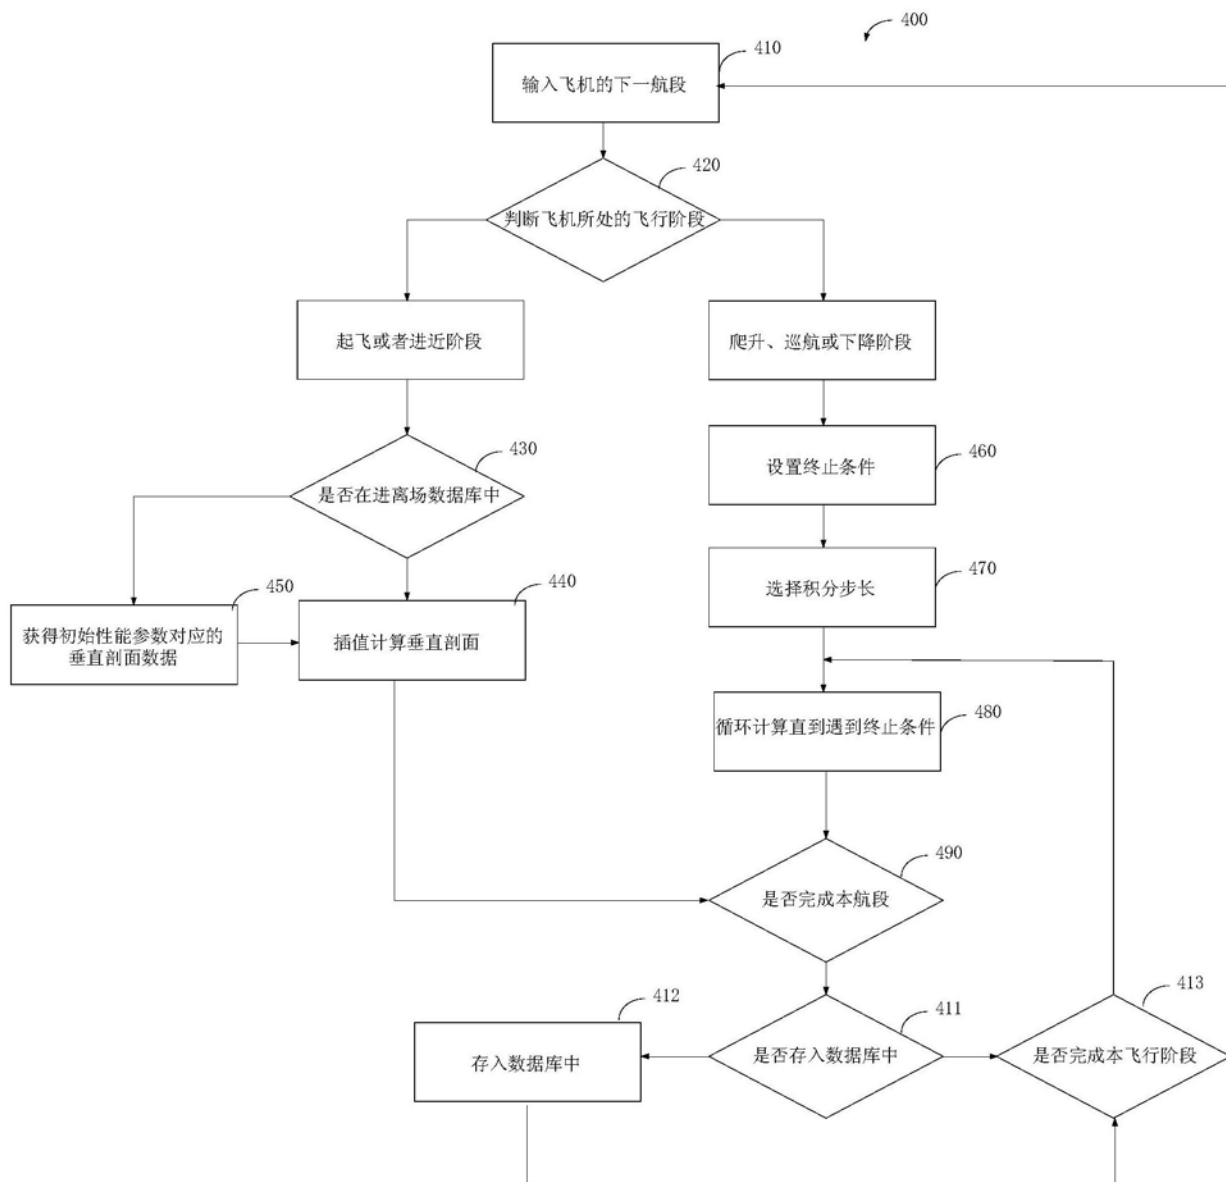 400
410
输入飞机的下一航段
420
判断飞机所处的飞行阶段
起飞或者进近阶段
爬升、巡航或下降阶段
430
是否在进离场数据库中
460
设置终止条件
470
选择积分步长
450
获得初始性能参数对应的
垂直剖面数据
440
插值计算垂直剖面
480
循环计算直到遇到终止条件
490
是否完成本航段
412
存入数据库中
411
是否存入数据库中
413
是否完成本飞行阶段